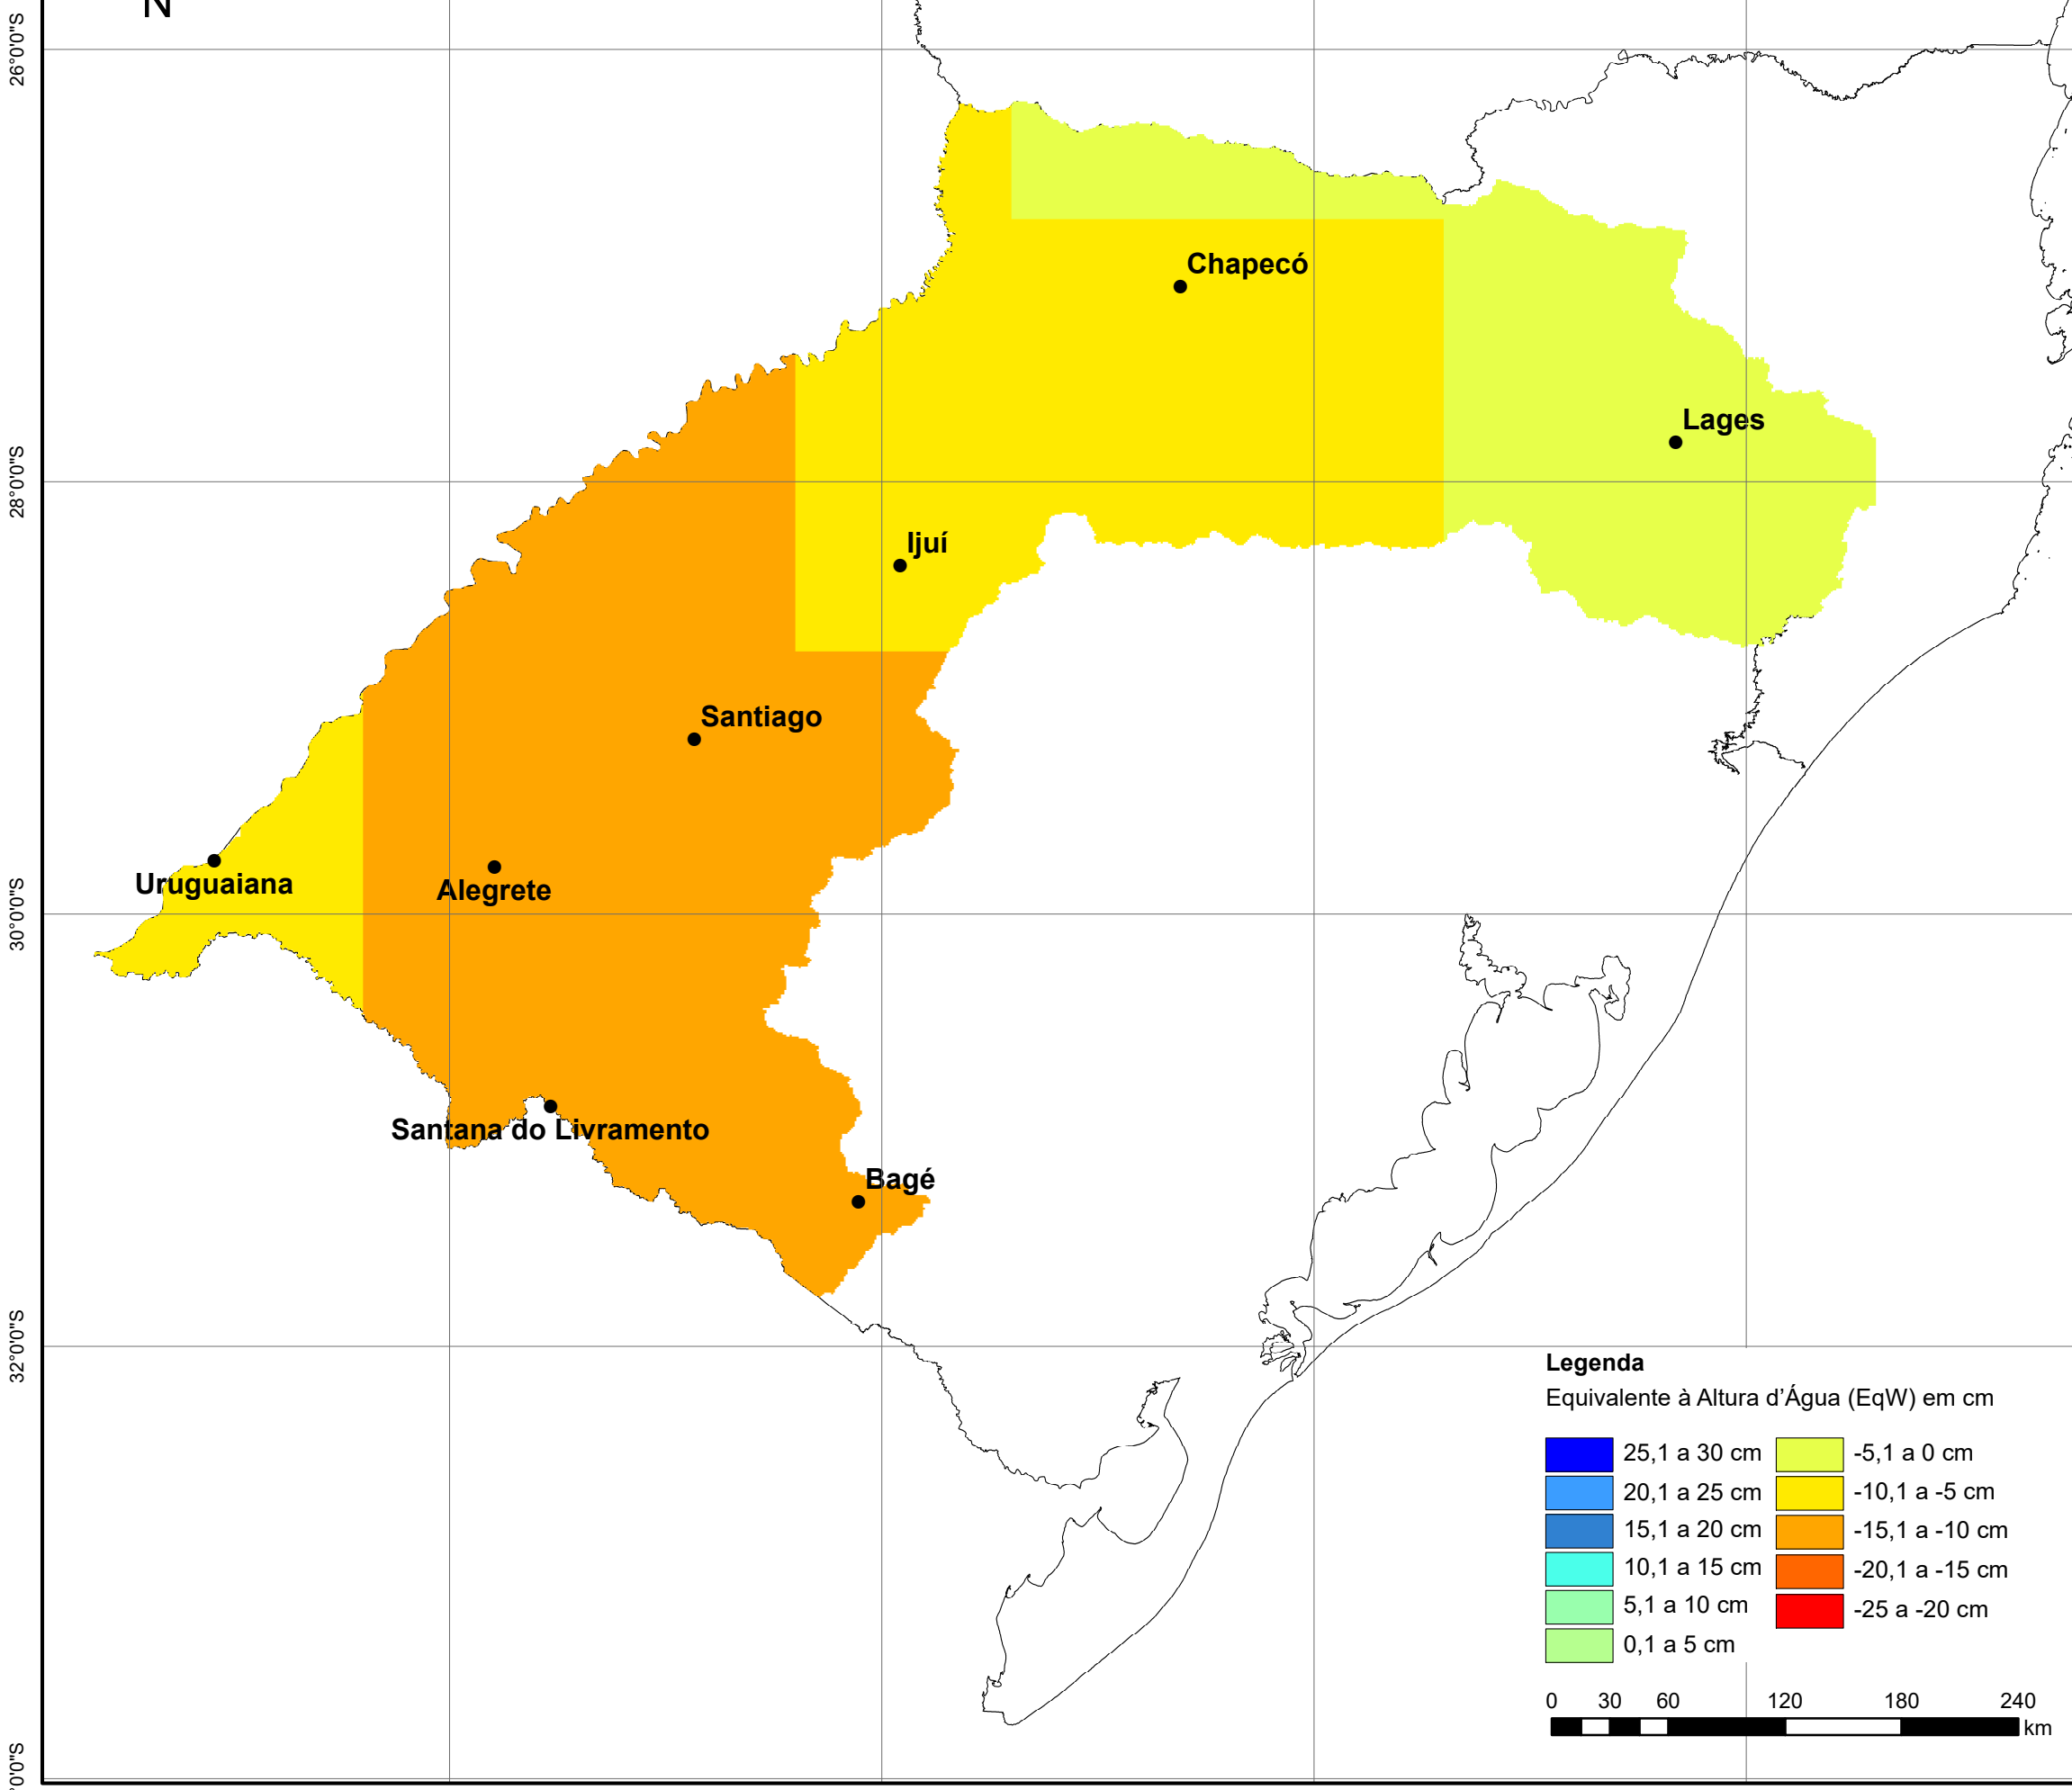 N
26°0'0"S
Chapecó
Lages
28°0'0"S
Ijuí
Santiago
Uruguaiana
Alegrete
30°0'0"S
Santana do Livramento
Bagé
32°0'0"S
Legenda
Equivalente à Altura d’Água (EqW) em cm
25,1 a 30 cm
20,1 a 25 cm
15,1 a 20 cm
10,1 a 15 cm
5,1 a 10 cm
0,1 a 5 cm
-5,1 a 0 cm
-10,1 a -5 cm
-15,1 a -10 cm
-20,1 a -15 cm
-25 a -20 cm
0 30 60 120 180 240
km